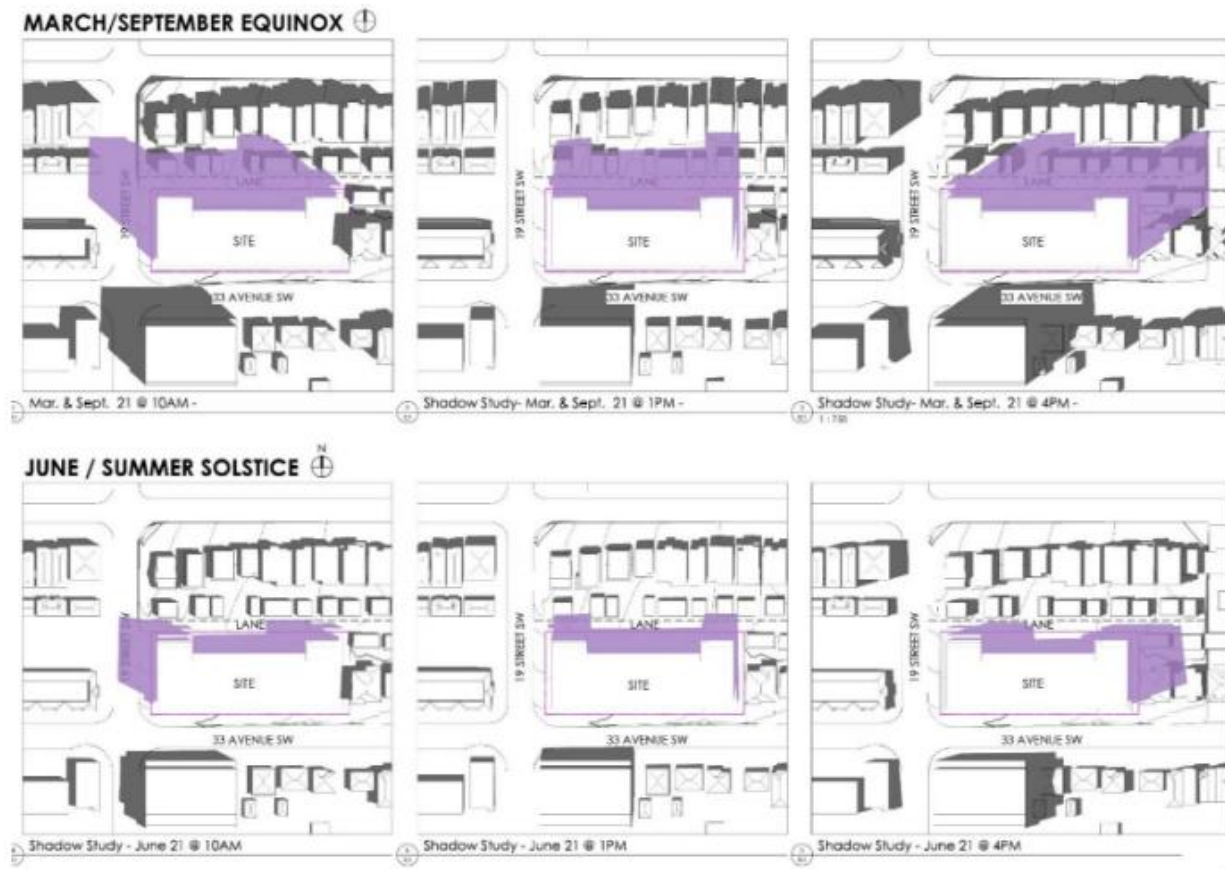 MARCH/SEPTEMBER EQUINOX
19 STREET SW
LANE
SITE
33 AVENUE SW
Mar. & Sept. 21 @ 10AM -
19 STREET SW
LANE
SITE
33 AVENUE SW
Shadow Study- Mar. & Sept. 21 @ 1PM -
19 STREET SW
LANE
SITE
33 AVENUE SW
Shadow Study- Mar. & Sept. 21 @ 4PM -
JUNE / SUMMER SOLSTICE
N
19 STREET SW
LANE
SITE
33 AVENUE SW
Shadow Study - June 21 @ 10AM
19 STREET SW
LANE
SITE
33 AVENUE SW
Shadow Study - June 21 @ 1PM
19 STREET SW
LANE
SITE
33 AVENUE SW
Shadow Study - June 21 @ 4PM